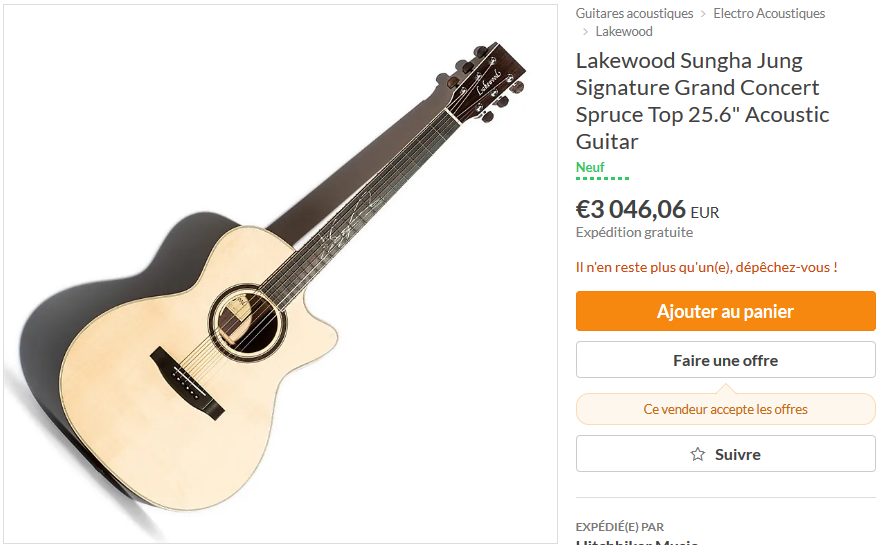 Guitares acoustiques > Electro Acoustiques
> Lakewood
Lakewood Sungha Jung
Signature Grand Concert
Spruce Top 25.6" Acoustic
Guitar
Neuf
€3 046,06 EUR
Expédition gratuite
Il n'en reste plus qu'un(e), dépêchez-vous !
Ajouter au panier
Faire une offre
Ce vendeur accepte les offres
Suivre
EXPÉDIÉ(E) PAR
Hitchhiker Music
Lakewood